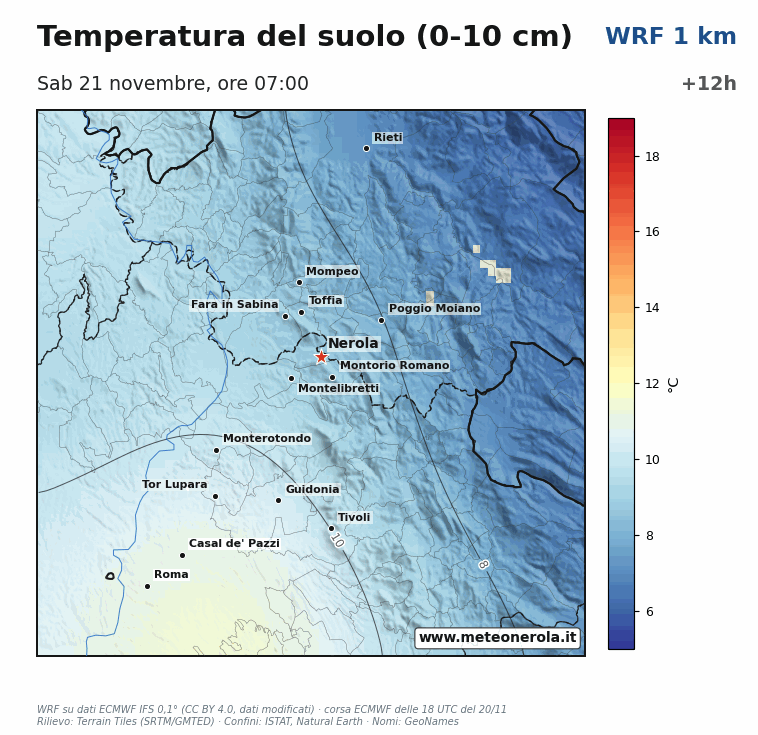 Temperatura del suolo (0-10 cm)
WRF 1 km
Sab 21 novembre, ore 07:00
+12h
Rieti
Mompeo
Toffia
Fara in Sabina
Poggio Moiano
Nerola
Montorio Romano
Montelibretti
Monterotondo
Tor Lupara
Guidonia
Tivoli
10
Casal de' Pazzi
8
Roma
www.meteonerola.it
18
16
14
12
10
8
6
°C
WRF su dati ECMWF IFS 0,1° (CC BY 4.0, dati modificati) · corsa ECMWF delle 18 UTC del 20/11
Rilievo: Terrain Tiles (SRTM/GMTED) · Confini: ISTAT, Natural Earth · Nomi: GeoNames